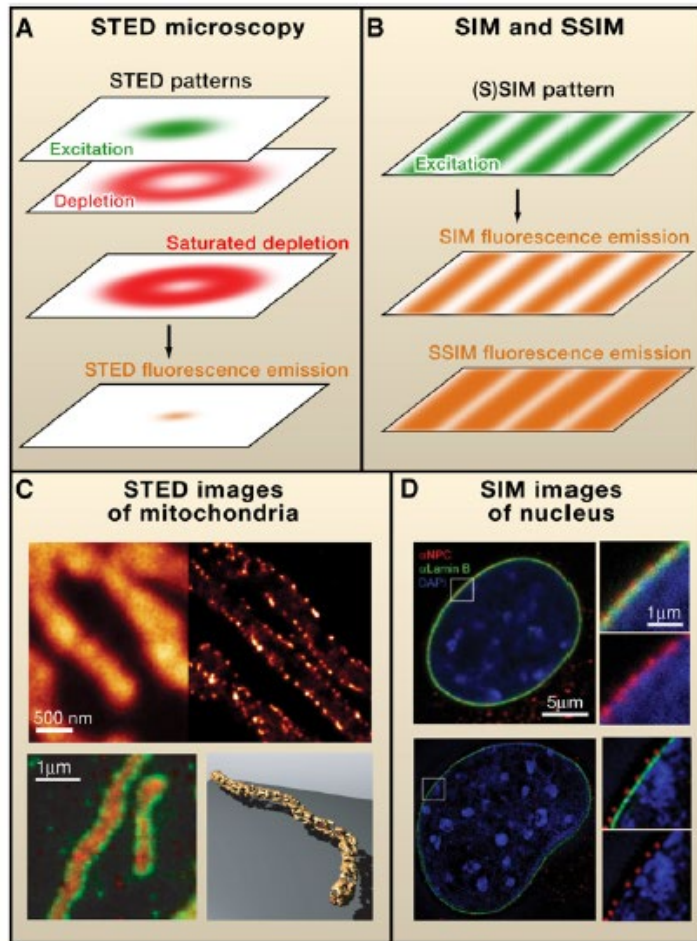 A
STED microscopy
STED patterns
Excitation
Depletion
Saturated depletion
STED fluorescence emission
B
SIM and SSIM
(S)SIM pattern
Excitation
SIM fluorescence emission
SSIM fluorescence emission
C
STED images
of mitochondria
500 nm
1μm
D
SIM images
of nucleus
αNPC
αLamin B
DAPI
5μm
1μm